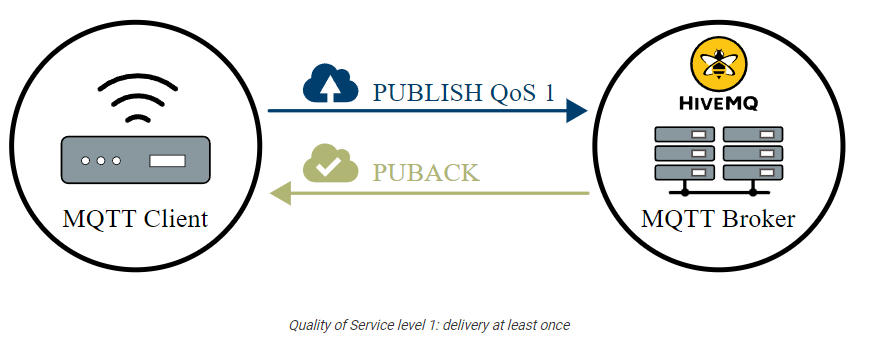 PUBLISH QoS 1
HIVEMQ
PUBACK
MQTT Client
MQTT Broker
Quality of Service level 1: delivery at least once